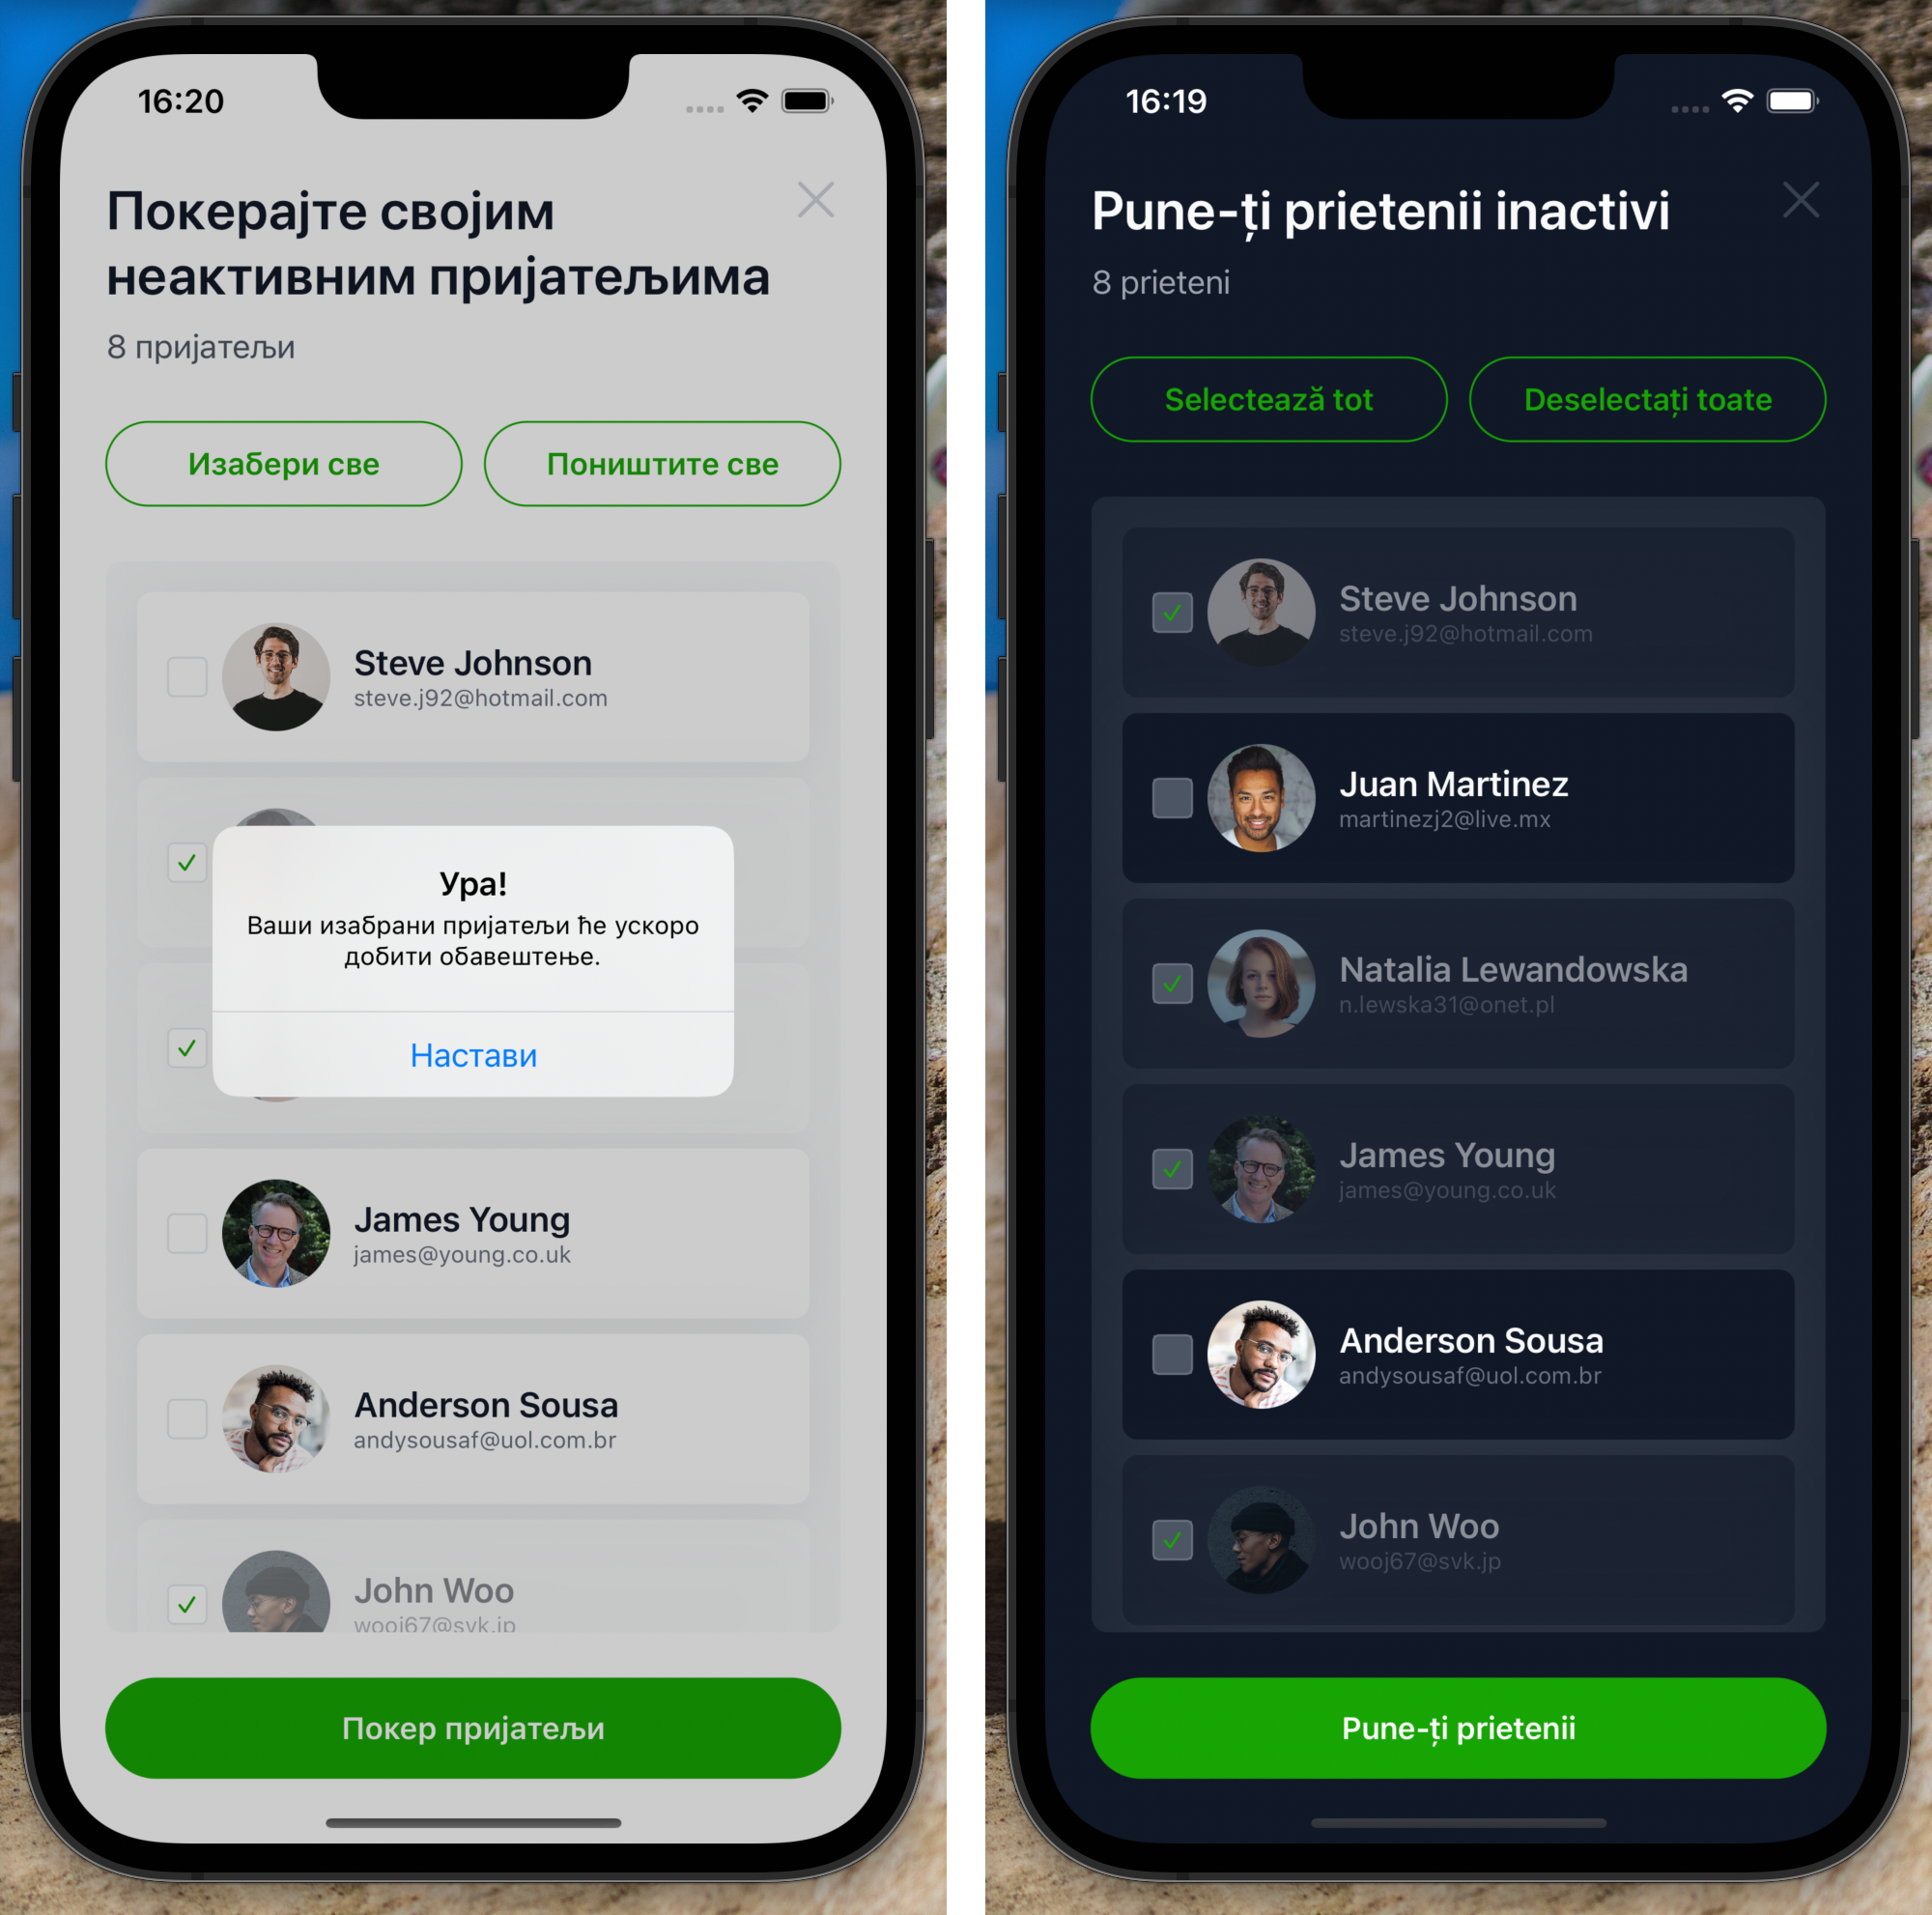 16:20
Покерајте својим
неактивним пријатељима
8 пријатељи
Изабери све
Поништите све
Steve Johnson
steve.j92@hotmail.com
Ура!
Ваши изабрани пријатељи ће ускоро
добити обавештење.
Настави
James Young
james@young.co.uk
Anderson Sousa
andysousaf@uol.com.br
John Woo
wooj67@svk.jp
Покер пријатељи
16:19
Pune-ți prietenii inactivi
8 prieteni
Selectează tot
Deselectați toate
Steve Johnson
steve.j92@hotmail.com
Juan Martinez
martinezj2@live.mx
Natalia Lewandowska
n.lewska31@onet.pl
James Young
james@young.co.uk
Anderson Sousa
andysousaf@uol.com.br
John Woo
wooj67@svk.jp
Pune-ți prietenii